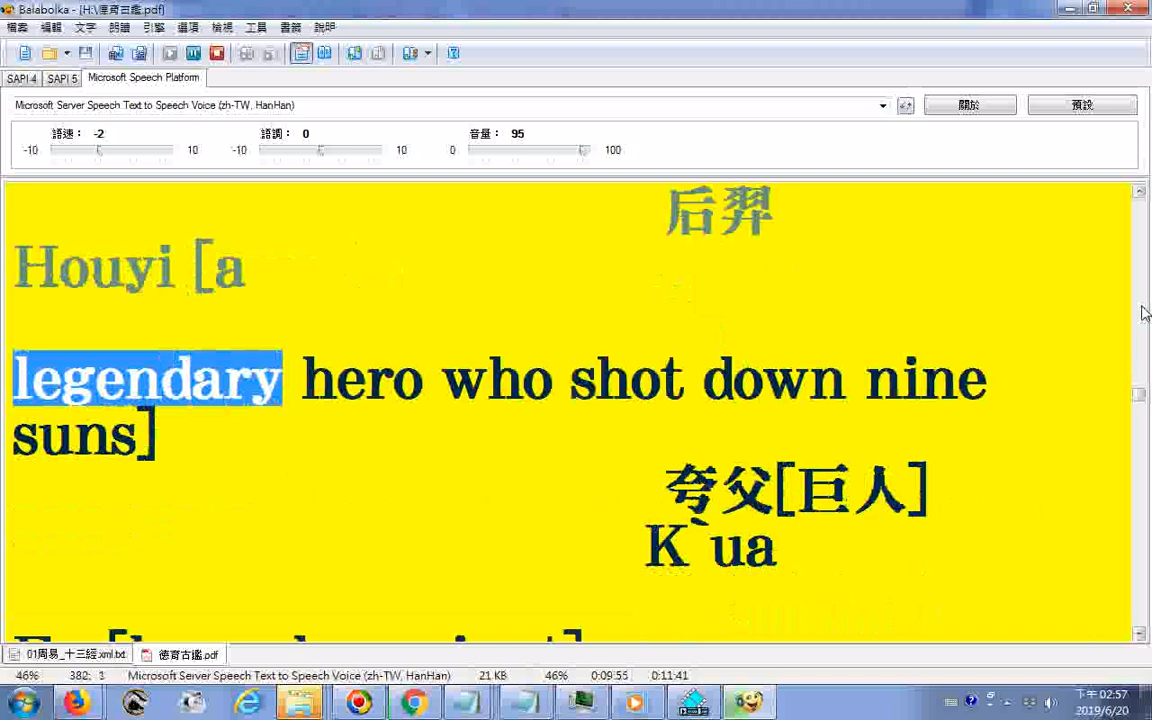 Balabolka - [H:\德育古鑑.pdf]
檔案 編輯 文字 朗讀 引擎 選項 檢視 工具 書籤 說明
SAPI 4 SAPI 5 Microsoft Speech Platform
Microsoft Server Speech Text to Speech Voice (zh-TW, HanHan) 關於 預設
語速： -2 語調： 0 音量： 95
-10 10 -10 10 0 100
后羿
Houyi [a
legendary hero who shot down nine
suns]
夸父[巨人]
K`ua
01周易_十三經.xml.txt 德育古鑑.pdf
46% 382; 1 Microsoft Server Speech Text to Speech Voice (zh-TW, HanHan) 21 KB 46% 0:09:55 0:11:41
下午 02:57
2019/6/20